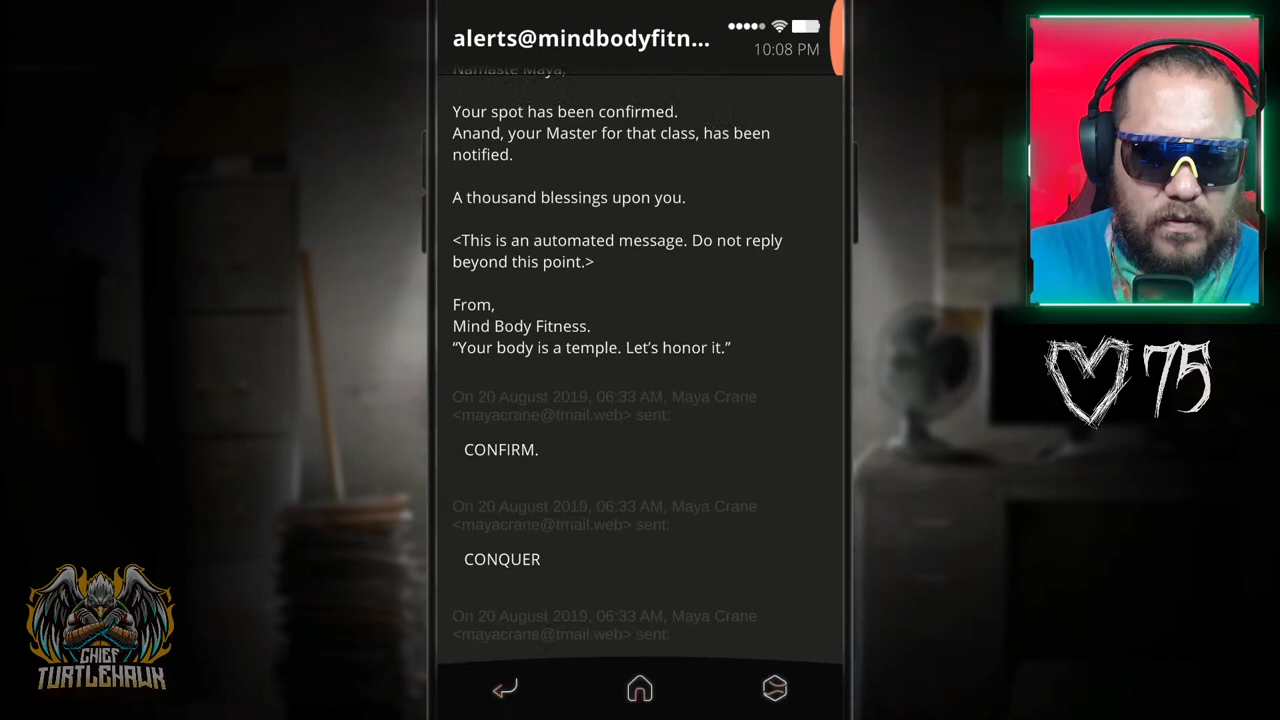 alerts@mindbodyfitn...
10:08 PM
Namaste Maya,
Your spot has been confirmed.
Anand, your Master for that class, has been
notified.
A thousand blessings upon you.
<This is an automated message. Do not reply
beyond this point.>
From,
Mind Body Fitness.
“Your body is a temple. Let’s honor it.”
On 20 August 2019, 06:33 AM, Maya Crane
<mayacrane@tmail.web> sent:
CONFIRM.
On 20 August 2019, 06:33 AM, Maya Crane
<mayacrane@tmail.web> sent:
CONQUER
On 20 August 2019, 06:33 AM, Maya Crane
<mayacrane@tmail.web> sent:
75
CHIEF
TURTLEHAWK